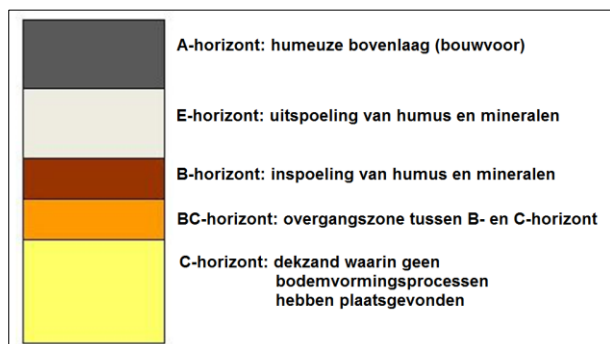 A-horizont: humeuze bovenlaag (bouwvoor)
E-horizont: uitspoeling van humus en mineralen
B-horizont: inspoeling van humus en mineralen
BC-horizont: overgangszone tussen B- en C-horizont
C-horizont: dekzand waarin geen
bodemvormingsprocessen
hebben plaatsgevonden